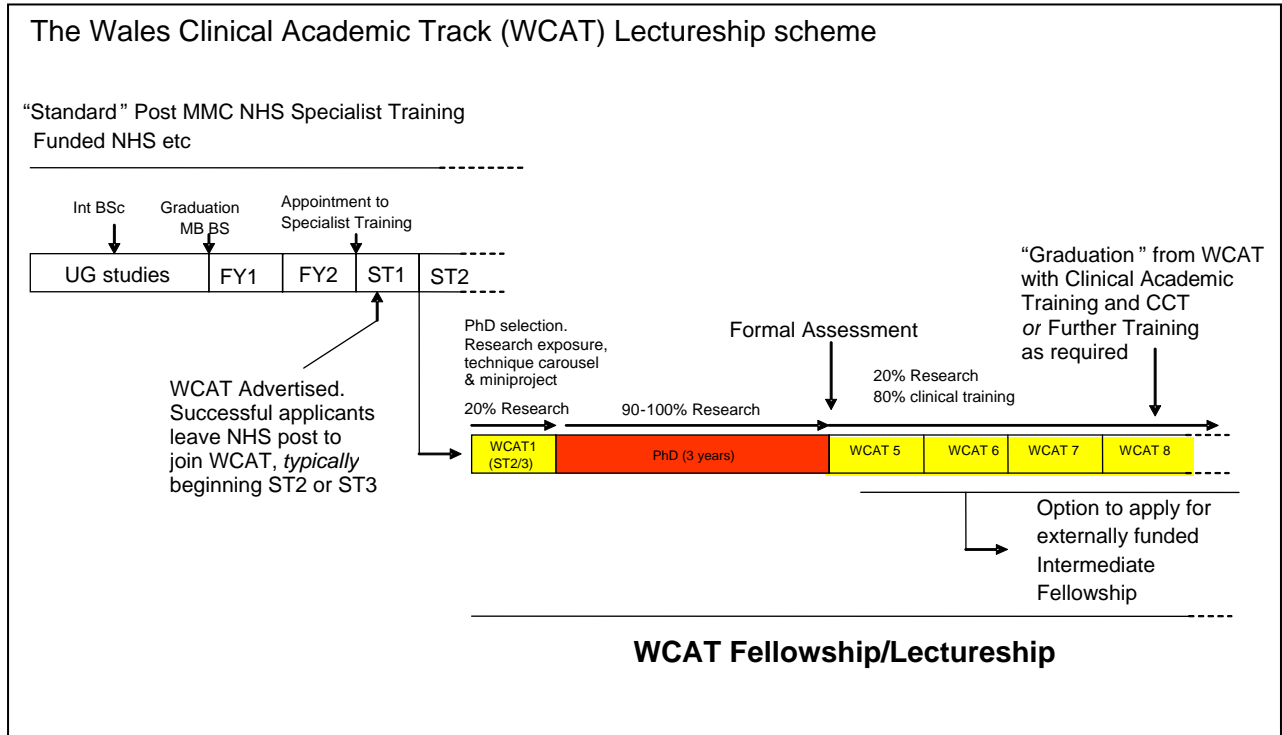 The Wales Clinical Academic Track (WCAT) Lectureship scheme
“Standard” Post MMC NHS Specialist Training
Funded NHS etc
Int BSc
Graduation
MB BS
Appointment to
Specialist Training
UG studies
FY1
FY2
ST1
ST2
WCAT Advertised.
Successful applicants
leave NHS post to
join WCAT, typically
beginning ST2 or ST3
PhD selection.
Research exposure,
technique carousel
& miniproject
20% Research
90-100% Research
Formal Assessment
20% Research
80% clinical training
“Graduation” from WCAT
with Clinical Academic
Training and CCT
or Further Training
as required
WCAT1
(ST2/3)
PhD (3 years)
WCAT 5
WCAT 6
WCAT 7
WCAT 8
Option to apply for
externally funded
Intermediate
Fellowship
WCAT Fellowship/Lectureship